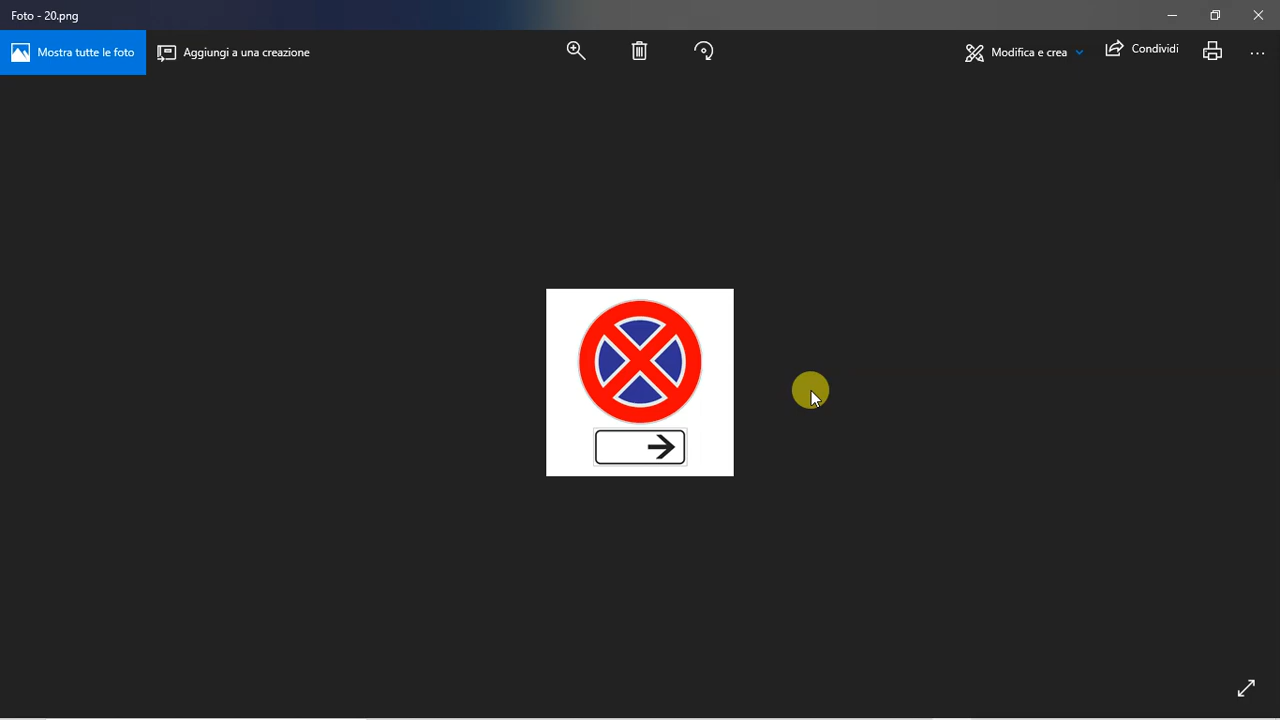 Foto - 20.png
Mostra tutte le foto
Aggiungi a una creazione
Modifica e crea
Condividi